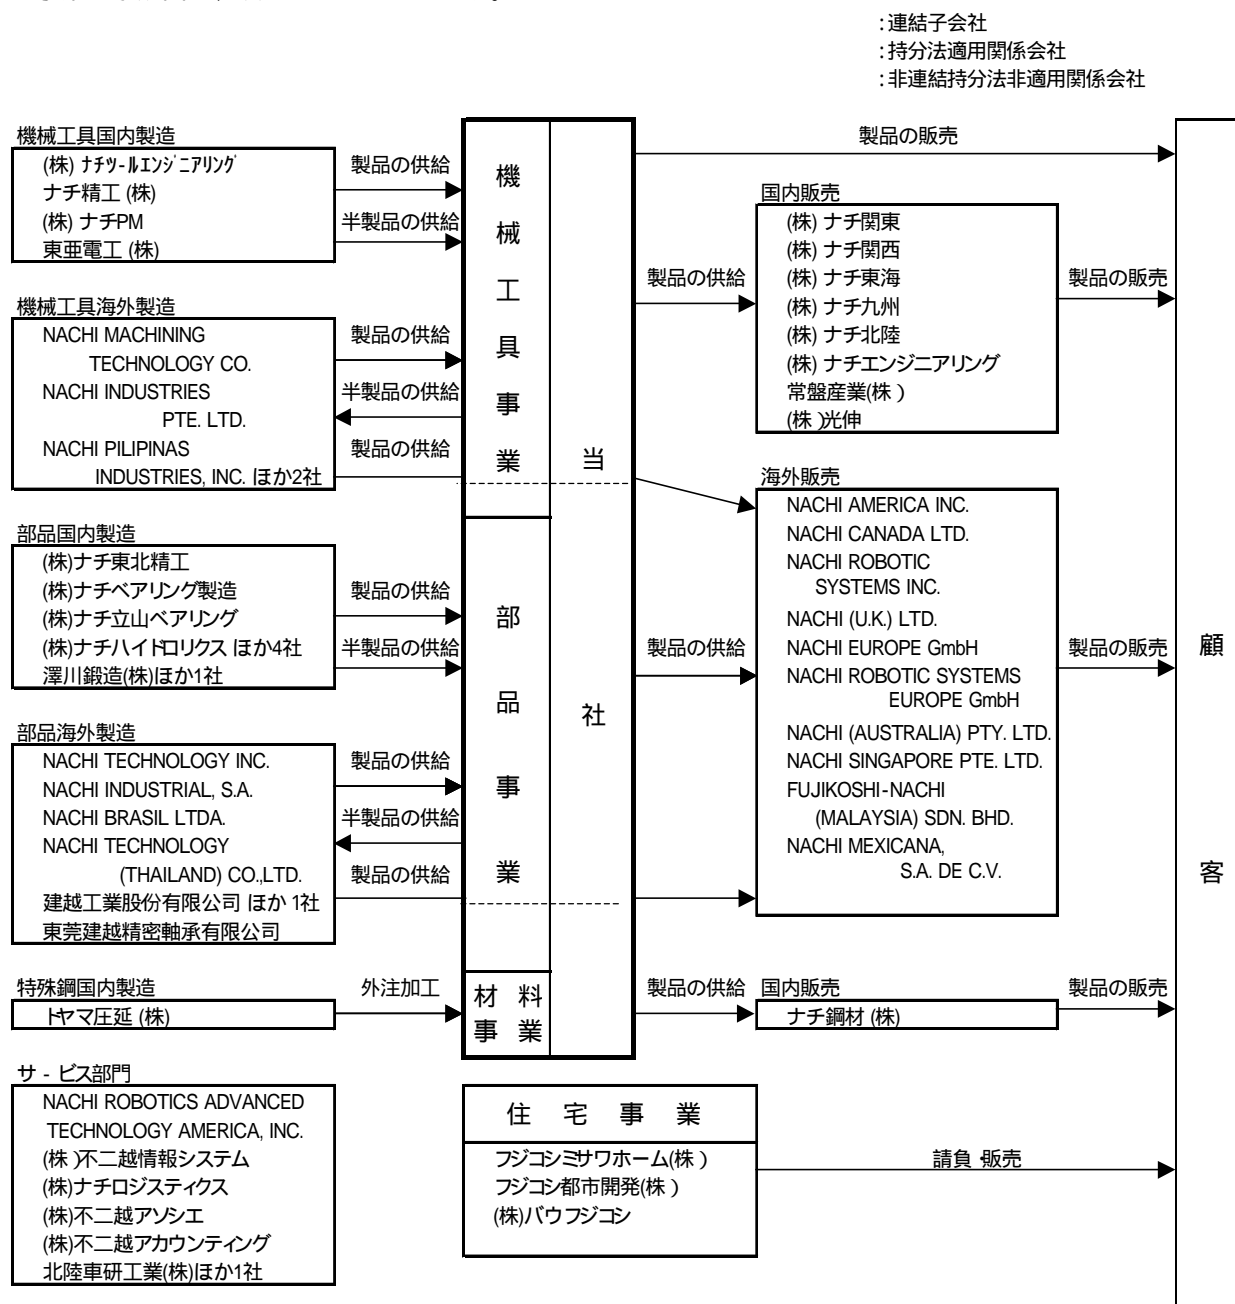 :連結子会社
:持分法適用関係会社
:非連結持分法非適用関係会社
機械工具国内製造
(株) ナチツールエンジニアリング
ナチ精工 (株)
(株) ナチPM
東亜電工 (株)
製品の供給
半製品の供給
機械工具海外製造
NACHI MACHINING
TECHNOLOGY CO.
NACHI INDUSTRIES
PTE. LTD.
NACHI PILIPINAS
INDUSTRIES, INC. ほか2社
製品の供給
半製品の供給
製品の供給
部品国内製造
(株)ナチ東北精工
(株)ナチベアリング製造
(株)ナチ立山ベアリング
(株)ナチハイドロリクス ほか4社
澤川鍛造(株)ほか1社
製品の供給
半製品の供給
部品海外製造
NACHI TECHNOLOGY INC.
NACHI INDUSTRIAL, S.A.
NACHI BRASIL LTDA.
NACHI TECHNOLOGY
(THAILAND) CO.,LTD.
建越工業股份有限公司 ほか 1社
東莞建越精密軸承有限公司
製品の供給
半製品の供給
製品の供給
特殊鋼国内製造
トヤマ圧延 (株)
外注加工
サ - ビス部門
NACHI ROBOTICS ADVANCED
TECHNOLOGY AMERICA, INC.
(株 )不二越情報システム
(株)ナチロジスティクス
(株)不二越アソシエ
(株)不二越アカウンティング
北陸車研工業(株)ほか1社
機械工具事業
部品事業
材料
事業
当社
製品の販売
製品の供給
国内販売
(株) ナチ関東
(株) ナチ関西
(株) ナチ東海
(株) ナチ九州
(株) ナチ北陸
(株) ナチエンジニアリング
常盤産業(株 )
(株 )光伸
製品の販売
海外販売
製品の供給
NACHI AMERICA INC.
NACHI CANADA LTD.
NACHI ROBOTIC
SYSTEMS INC.
NACHI (U.K.) LTD.
NACHI EUROPE GmbH
NACHI ROBOTIC SYSTEMS
EUROPE GmbH
NACHI (AUSTRALIA) PTY. LTD.
NACHI SINGAPORE PTE. LTD.
FUJIKOSHI-NACHI
(MALAYSIA) SDN. BHD.
NACHI MEXICANA,
S.A. DE C.V.
製品の販売
製品の供給
国内販売
ナチ鋼材 (株)
製品の販売
住宅事業
フジコシミサワホーム(株 )
フジコシ都市開発(株 )
(株)バウフジコシ
請負・販売
顧客